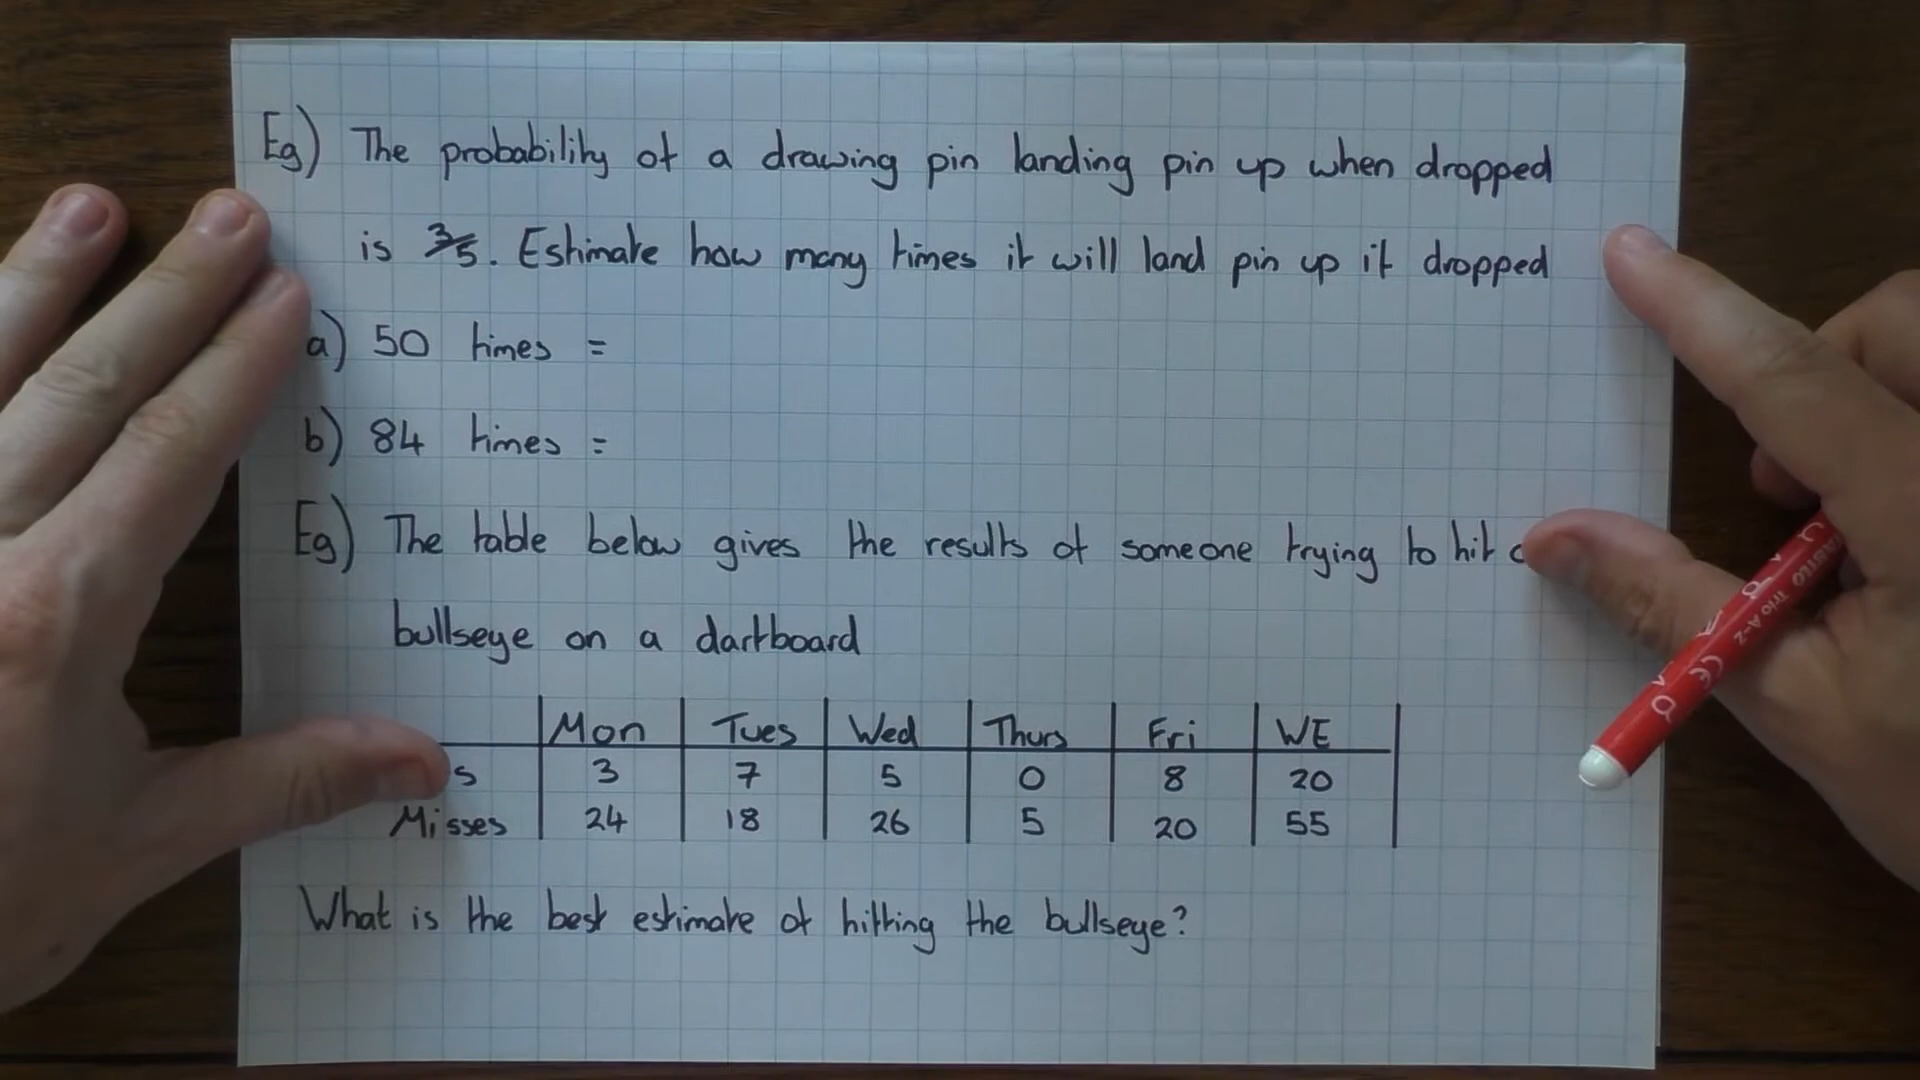 Eg) The probability of a drawing pin landing pin up when dropped
is 3/5. Estimate how many times it will land pin up if dropped
a) 50 times =
b) 84 times =
Eg) The table below gives the results of someone trying to hit
bullseye on a dartboard
Mon Tues Wed Thurs Fri WE
3 7 5 0 8 20
Misses 24 18 26 5 20 55
What is the best estimate of hitting the bullseye?
STABILO Trio A-Z CE